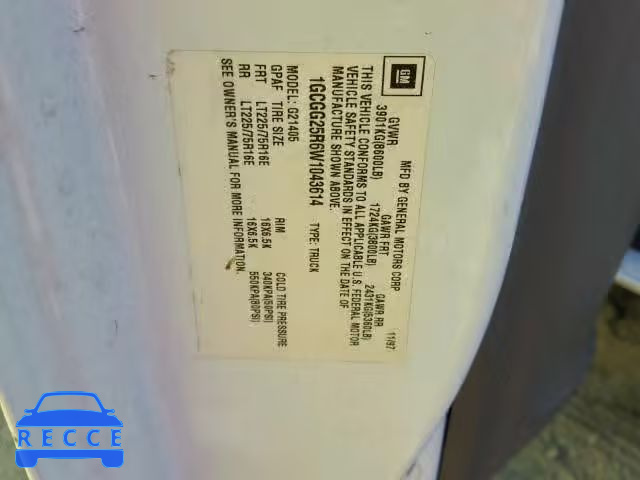 GM
MFD BY GENERAL MOTORS CORP 11/97
GVWR GAWR FRT GAWR RR
3901KG(8600LB) 1724KG(3800LB) 2431KG(5360LB)
THIS VEHICLE CONFORMS TO ALL APPLICABLE U.S. FEDERAL MOTOR
VEHICLE SAFETY STANDARDS IN EFFECT ON THE DATE OF
MANUFACTURE SHOWN ABOVE.
1GCGG25R6W1043614 TYPE: TRUCK
MODEL: G21405
GPAF TIRE SIZE RIM COLD TIRE PRESSURE
FRT LT225/75R16E 16X6.5K 340KPA(50PSI)
RR LT225/75R16E 16X6.5K 550KPA(80PSI)
SEE OWNER'S MANUAL FOR MORE INFORMATION.
RECCE